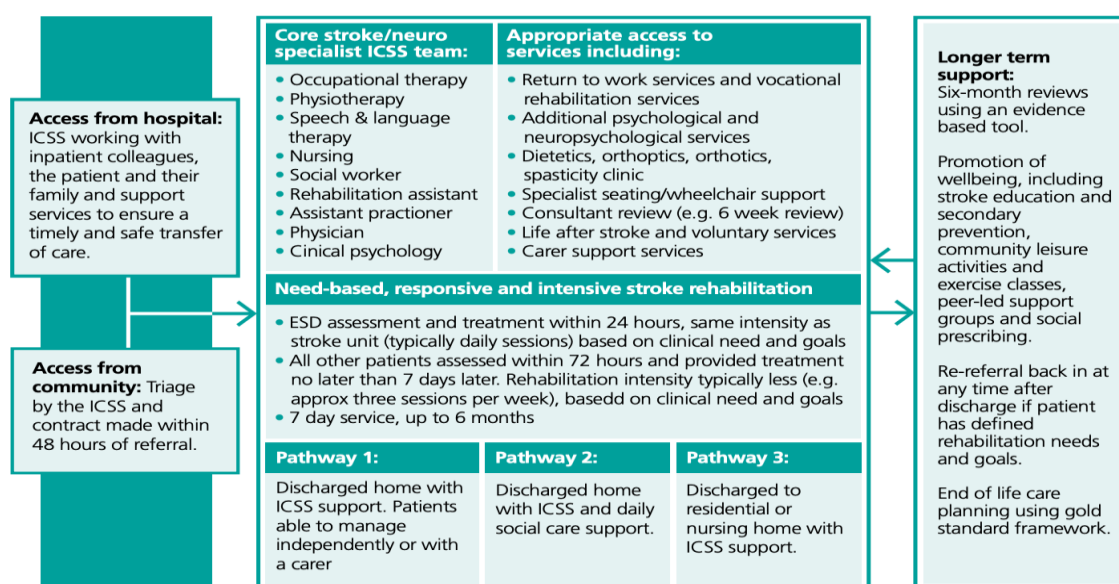 Access from hospital:
ICSS working with
inpatient colleagues,
the patient and their
family and support
services to ensure a
timely and safe transfer
of care.
Access from
community: Triage
by the ICSS and
contract made within
48 hours of referral.
Core stroke/neuro
specialist ICSS team:
• Occupational therapy
• Physiotherapy
• Speech & language
therapy
• Nursing
• Social worker
• Rehabilitation assistant
• Assistant practioner
• Physician
• Clinical psychology
Appropriate access to
services including:
• Return to work services and vocational
rehabilitation services
• Additional psychological and
neuropsychological services
• Dietetics, orthoptics, orthotics,
spasticity clinic
• Specialist seating/wheelchair support
• Consultant review (e.g. 6 week review)
• Life after stroke and voluntary services
• Carer support services
Need-based, responsive and intensive stroke rehabilitation
• ESD assessment and treatment within 24 hours, same intensity as
stroke unit (typically daily sessions) based on clinical need and goals
• All other patients assessed within 72 hours and provided treatment
no later than 7 days later. Rehabilitation intensity typically less (e.g.
approx three sessions per week), basedd on clinical need and goals
• 7 day service, up to 6 months
Pathway 1:
Discharged home with
ICSS support. Patients
able to manage
independently or with
a carer
Pathway 2:
Discharged home
with ICSS and daily
social care support.
Pathway 3:
Discharged to
residential or
nursing home with
ICSS support.
Longer term
support:
Six-month reviews
using an evidence
based tool.
Promotion of
wellbeing, including
stroke education and
secondary
prevention,
community leisure
activities and
exercise classes,
peer-led support
groups and social
prescribing.
Re-referral back in at
any time after
discharge if patient
has defined
rehabilitation needs
and goals.
End of life care
planning using gold
standard framework.